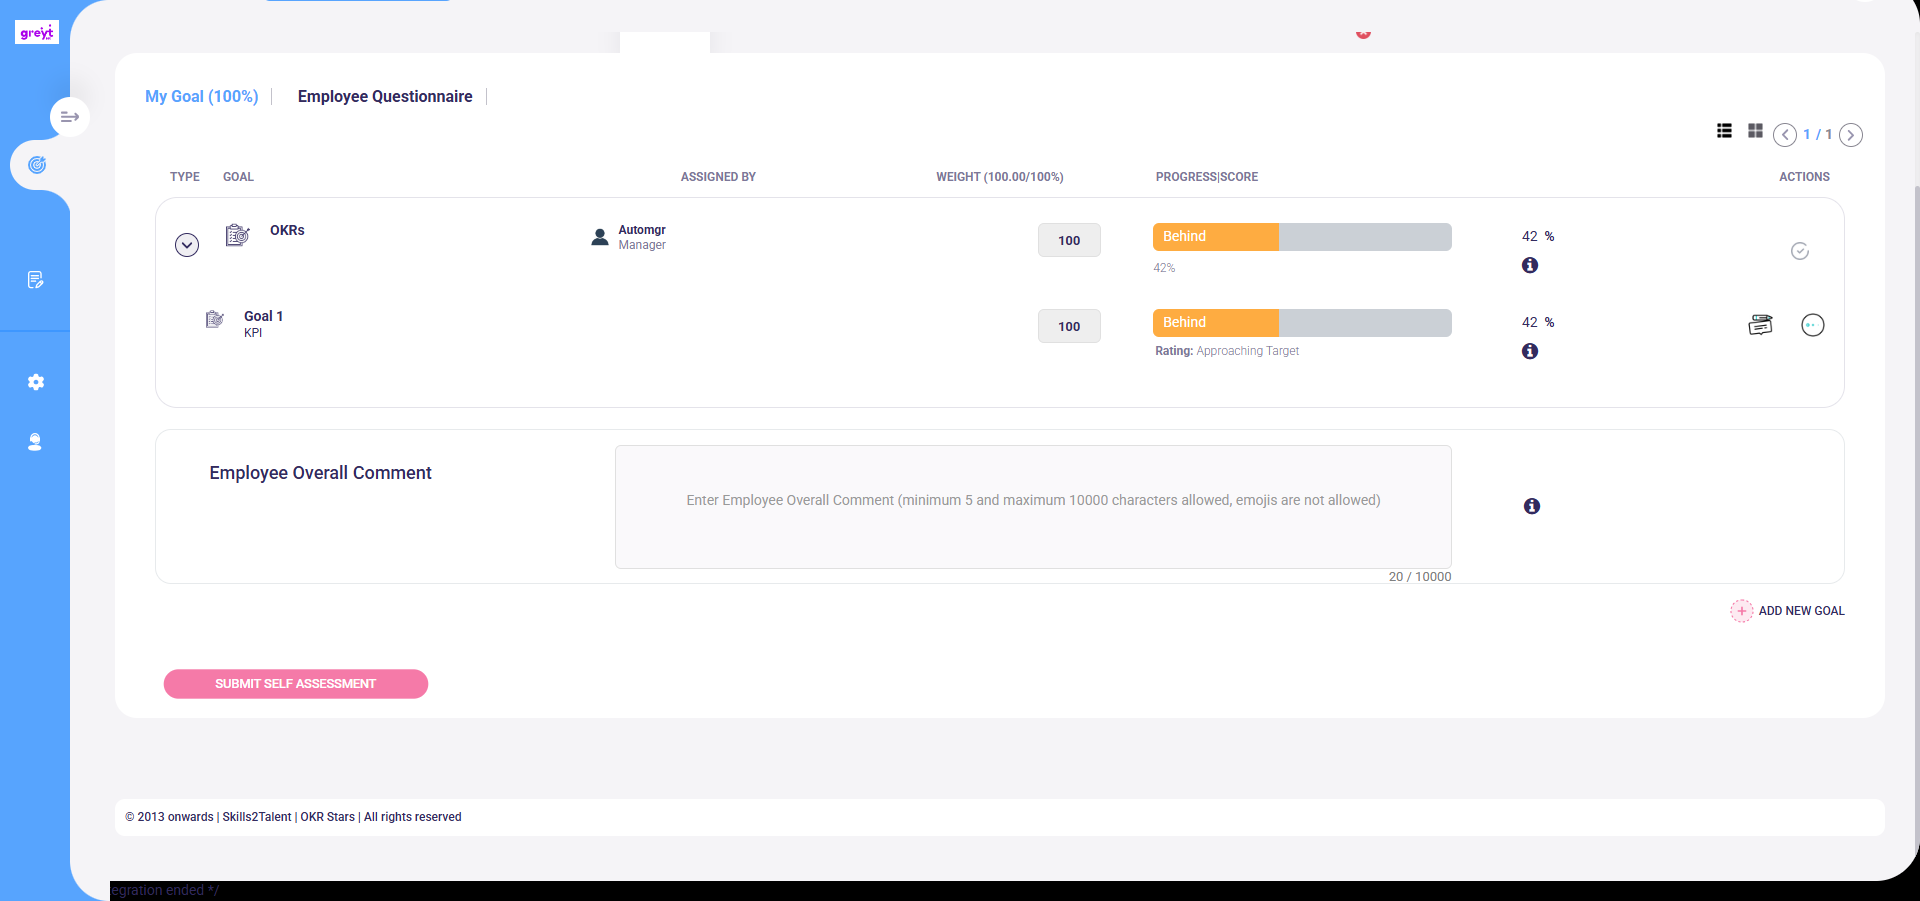 greyt
My Goal (100%)
Employee Questionnaire
1 / 1
TYPE GOAL ASSIGNED BY WEIGHT (100.00/100%) PROGRESS|SCORE ACTIONS
OKRs
Automgr
Manager
100
Behind
42%
42 %
Goal 1
KPI
100
Behind
Rating: Approaching Target
42 %
Employee Overall Comment
Enter Employee Overall Comment (minimum 5 and maximum 10000 characters allowed, emojis are not allowed)
20 / 10000
ADD NEW GOAL
SUBMIT SELF ASSESSMENT
© 2013 onwards | Skills2Talent | OKR Stars | All rights reserved
egration ended */